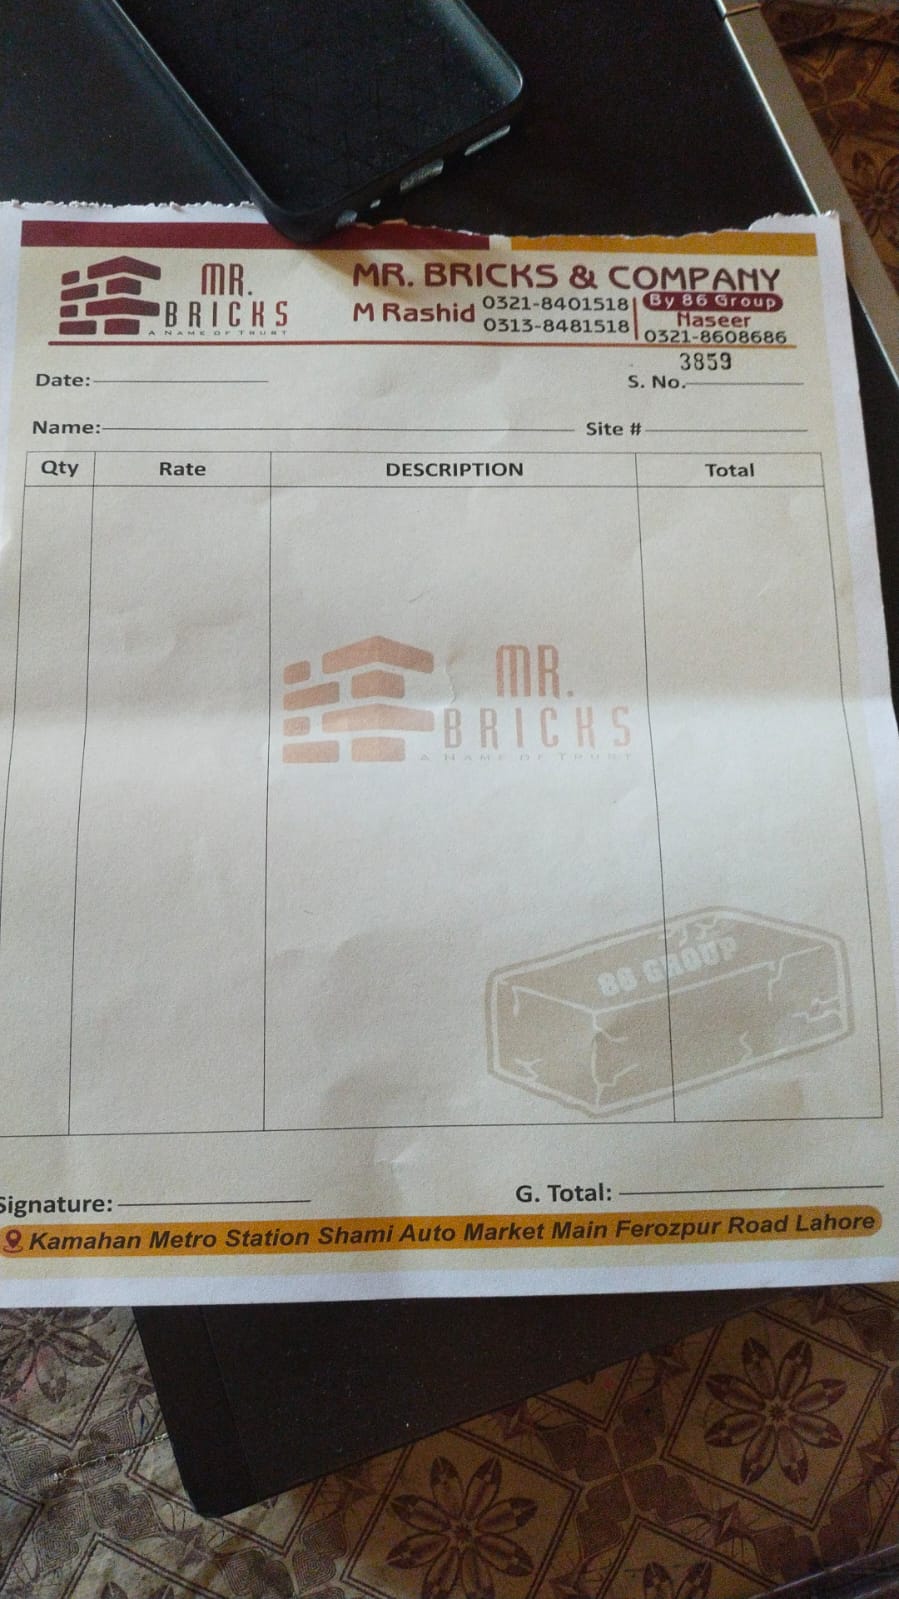 MR.
BRICKS
A NAME OF TRUST
MR. BRICKS & COMPANY
M Rashid 0321-8401518
0313-8481518
By 86 Group
Naseer
0321-8608686
3859
Date:
S. No.
Name:
Site #
Qty Rate DESCRIPTION Total
MR.
BRICKS
A NAME OF TRUST
86 GROUP
Signature:
G. Total:
Kamahan Metro Station Shami Auto Market Main Ferozpur Road Lahore